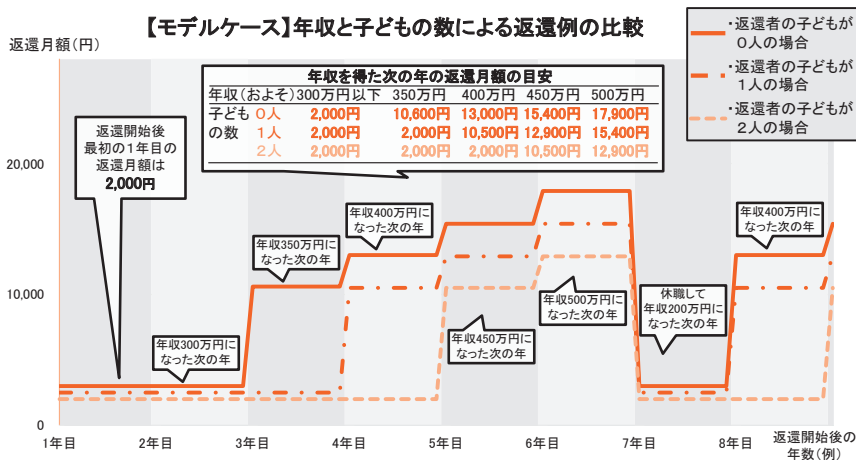 【モデルケース】年収と子どもの数による返還例の比較
返還月額(円)
・返還者の子どもが
０人の場合
・返還者の子どもが
１人の場合
・返還者の子どもが
２人の場合
年収を得た次の年の返還月額の目安
年収(およそ) 300万円以下 350万円 400万円 450万円 500万円
子ども ０人 2,000円 10,600円 13,000円 15,400円 17,900円
の数 １人 2,000円 2,000円 10,500円 12,900円 15,400円
２人 2,000円 2,000円 2,000円 10,500円 12,900円
返還開始後
最初の１年目の
返還月額は
2,000円
20,000
10,000
0
年収300万円に
なった次の年
年収350万円に
なった次の年
年収400万円に
なった次の年
年収450万円に
なった次の年
年収500万円に
なった次の年
休職して
年収200万円に
なった次の年
年収400万円に
なった次の年
1年目 2年目 3年目 4年目 5年目 6年目 7年目 8年目
返還開始後の
年数(例)